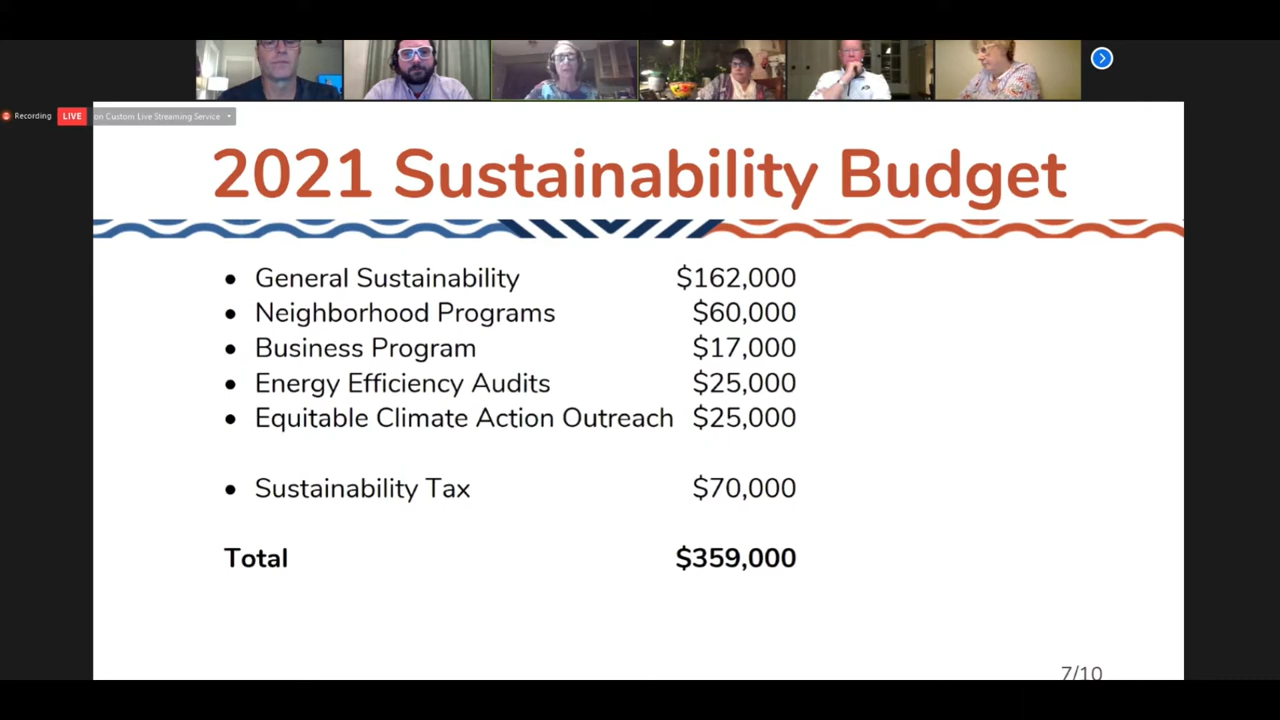 Recording
LIVE
on Custom Live Streaming Service
2021 Sustainability Budget
• General Sustainability $162,000
• Neighborhood Programs $60,000
• Business Program $17,000
• Energy Efficiency Audits $25,000
• Equitable Climate Action Outreach $25,000
• Sustainability Tax $70,000
Total $359,000
7/10